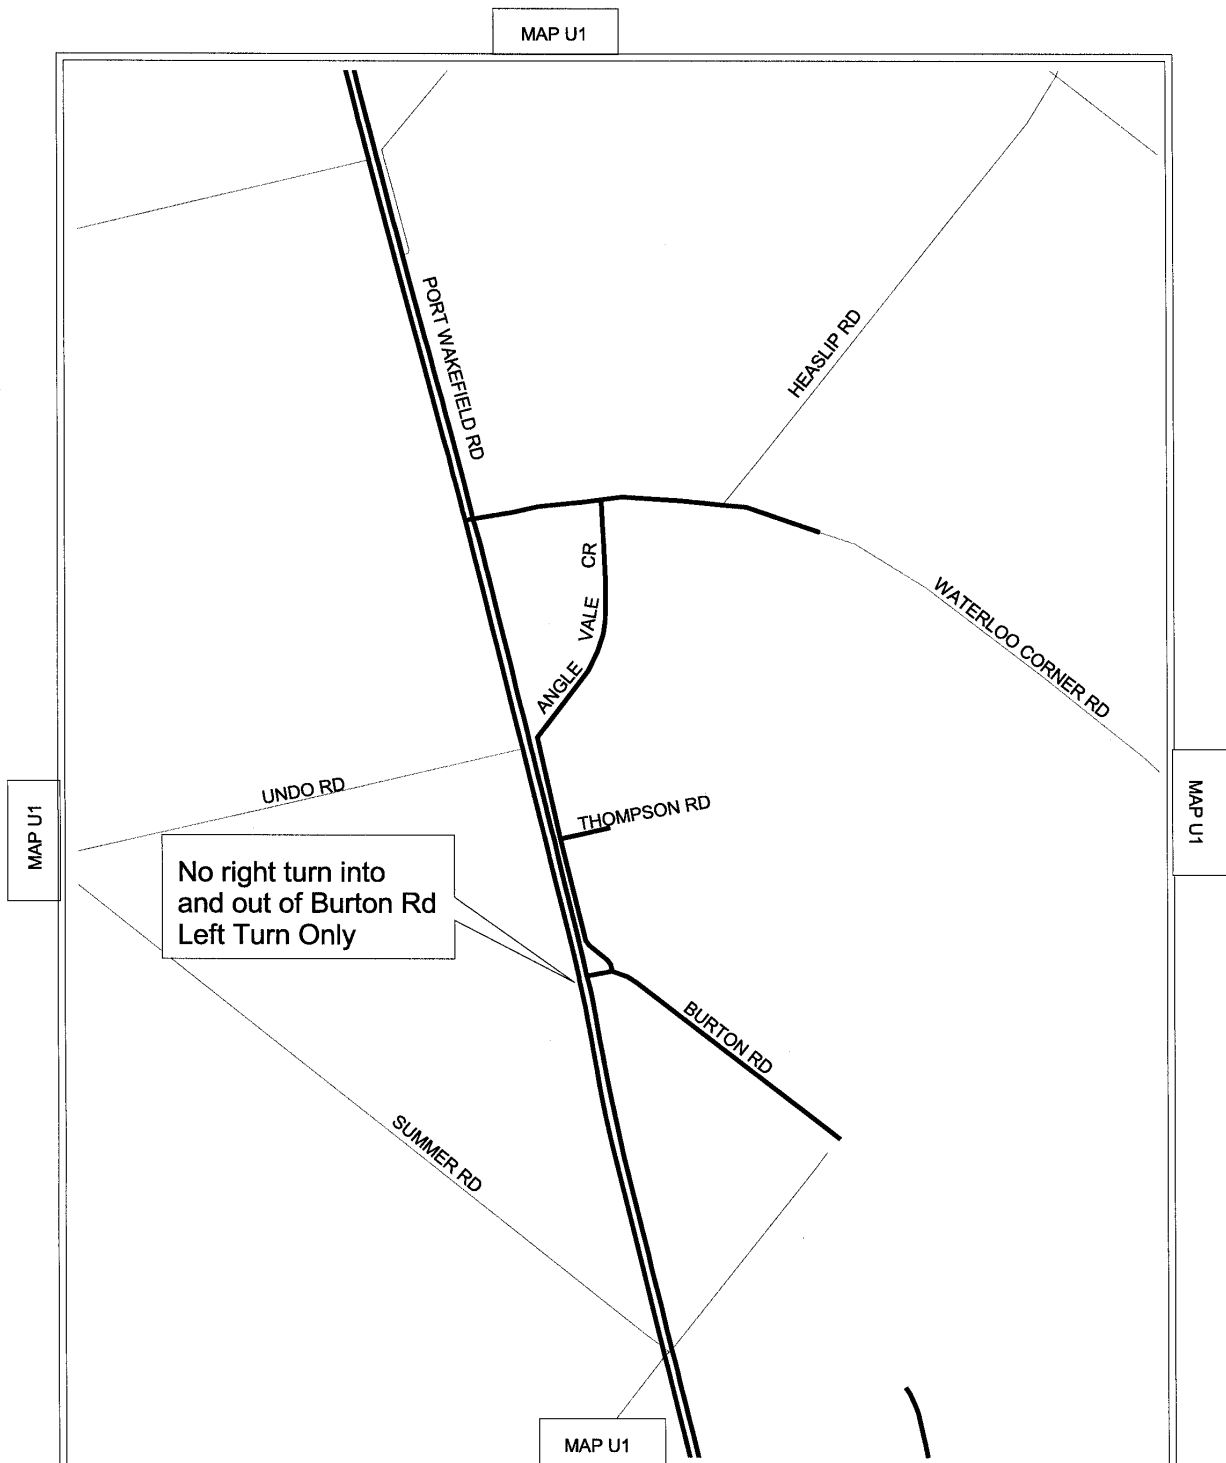 MAP U1
PORT WAKEFIELD RD
HEASLIP RD
ANGLE VALE CR
WATERLOO CORNER RD
UNDO RD
THOMPSON RD
MAP U1
MAP U1
No right turn into
and out of Burton Rd
Left Turn Only
BURTON RD
SUMMER RD
MAP U1